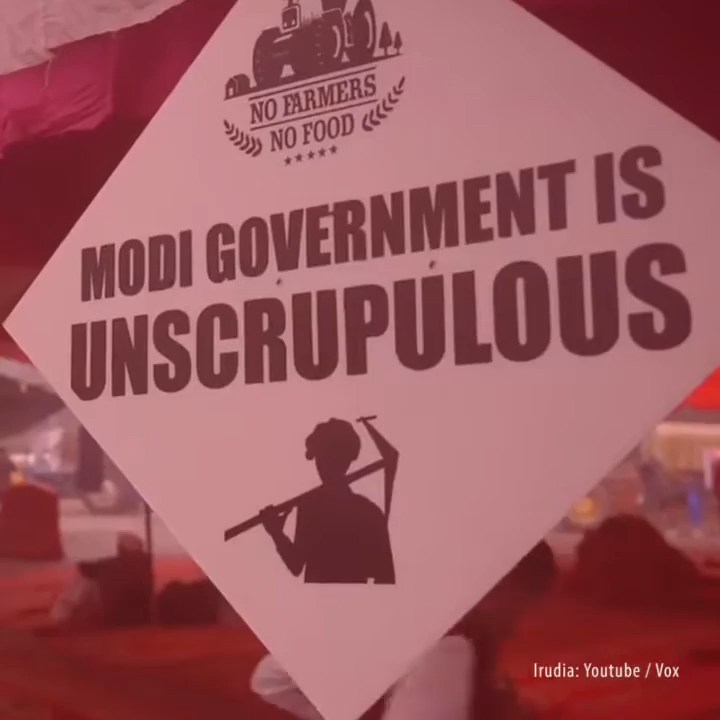 NO FARMERS
NO FOOD
MODI GOVERNMENT IS
UNSCRUPULOUS
Irudia: Youtube / Vox